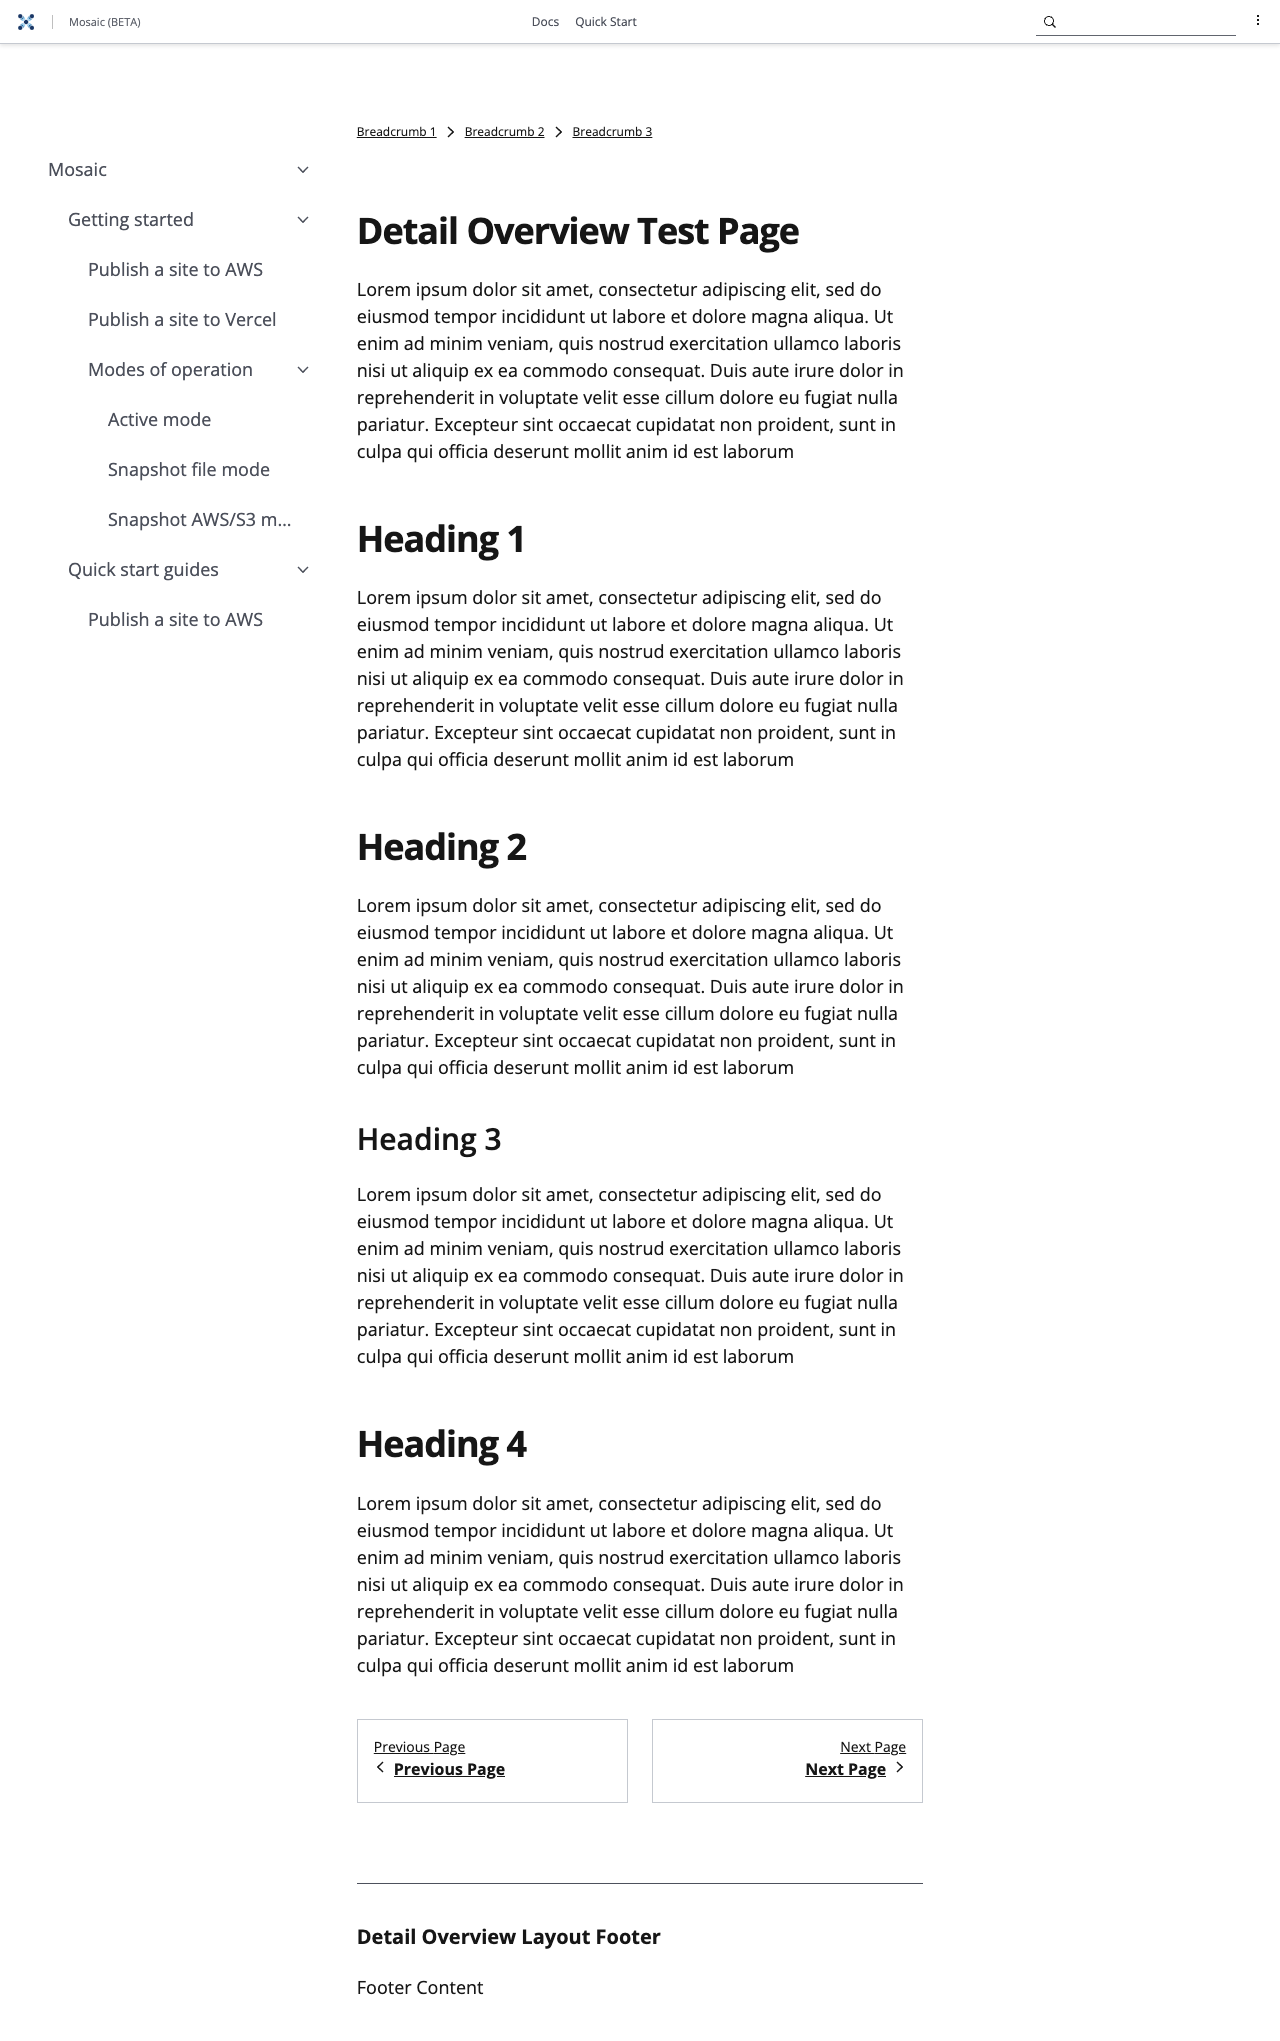 Mosaic (BETA)
Docs
Quick Start
Breadcrumb 1
Breadcrumb 2
Breadcrumb 3
Mosaic
Getting started
Publish a site to AWS
Publish a site to Vercel
Modes of operation
Active mode
Snapshot file mode
Snapshot AWS/S3 m...
Quick start guides
Publish a site to AWS
Detail Overview Test Page
Lorem ipsum dolor sit amet, consectetur adipiscing elit, sed do
eiusmod tempor incididunt ut labore et dolore magna aliqua. Ut
enim ad minim veniam, quis nostrud exercitation ullamco laboris
nisi ut aliquip ex ea commodo consequat. Duis aute irure dolor in
reprehenderit in voluptate velit esse cillum dolore eu fugiat nulla
pariatur. Excepteur sint occaecat cupidatat non proident, sunt in
culpa qui officia deserunt mollit anim id est laborum
Heading 1
Lorem ipsum dolor sit amet, consectetur adipiscing elit, sed do
eiusmod tempor incididunt ut labore et dolore magna aliqua. Ut
enim ad minim veniam, quis nostrud exercitation ullamco laboris
nisi ut aliquip ex ea commodo consequat. Duis aute irure dolor in
reprehenderit in voluptate velit esse cillum dolore eu fugiat nulla
pariatur. Excepteur sint occaecat cupidatat non proident, sunt in
culpa qui officia deserunt mollit anim id est laborum
Heading 2
Lorem ipsum dolor sit amet, consectetur adipiscing elit, sed do
eiusmod tempor incididunt ut labore et dolore magna aliqua. Ut
enim ad minim veniam, quis nostrud exercitation ullamco laboris
nisi ut aliquip ex ea commodo consequat. Duis aute irure dolor in
reprehenderit in voluptate velit esse cillum dolore eu fugiat nulla
pariatur. Excepteur sint occaecat cupidatat non proident, sunt in
culpa qui officia deserunt mollit anim id est laborum
Heading 3
Lorem ipsum dolor sit amet, consectetur adipiscing elit, sed do
eiusmod tempor incididunt ut labore et dolore magna aliqua. Ut
enim ad minim veniam, quis nostrud exercitation ullamco laboris
nisi ut aliquip ex ea commodo consequat. Duis aute irure dolor in
reprehenderit in voluptate velit esse cillum dolore eu fugiat nulla
pariatur. Excepteur sint occaecat cupidatat non proident, sunt in
culpa qui officia deserunt mollit anim id est laborum
Heading 4
Lorem ipsum dolor sit amet, consectetur adipiscing elit, sed do
eiusmod tempor incididunt ut labore et dolore magna aliqua. Ut
enim ad minim veniam, quis nostrud exercitation ullamco laboris
nisi ut aliquip ex ea commodo consequat. Duis aute irure dolor in
reprehenderit in voluptate velit esse cillum dolore eu fugiat nulla
pariatur. Excepteur sint occaecat cupidatat non proident, sunt in
culpa qui officia deserunt mollit anim id est laborum
Previous Page
Previous Page
Next Page
Next Page
Detail Overview Layout Footer
Footer Content